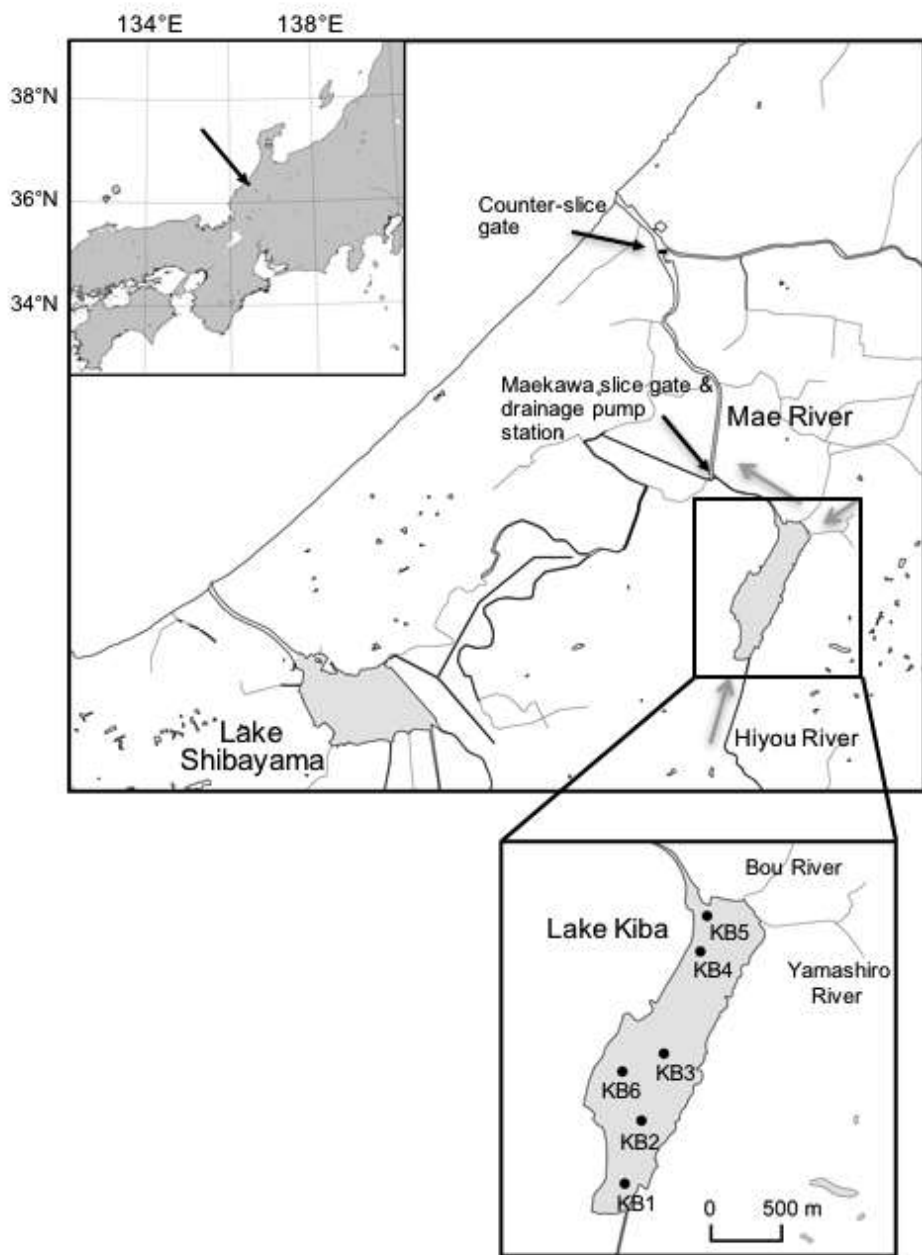 134°E
138°E
38°N
36°N
34°N
Counter-slice
gate
Maekawa slice gate &
drainage pump
station
Mae River
Lake
Shibayama
Hiyou River
Bou River
Lake Kiba
KB5
KB4
Yamashiro
River
KB3
KB6
KB2
KB1
0
500 m